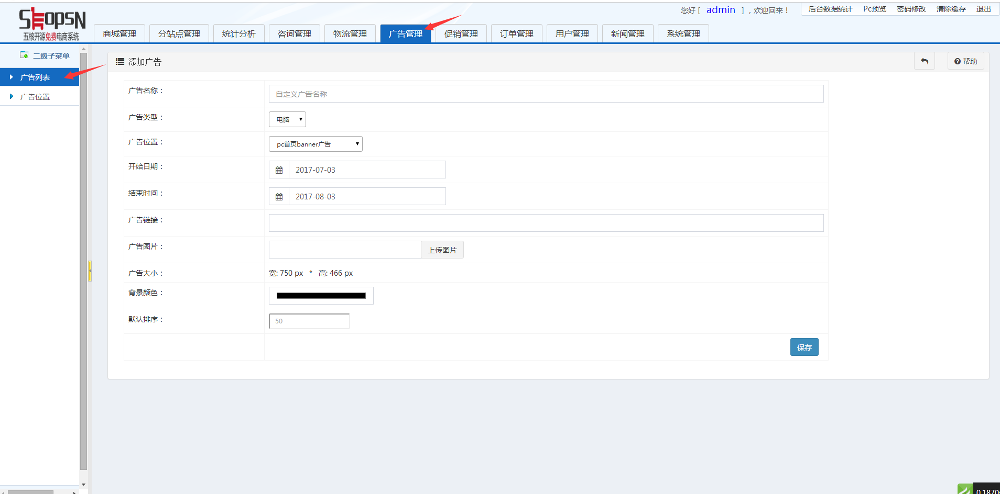 SHOPSN
五核开源免费电商系统
您好 [ admin ] , 欢迎回来！
后台数据统计 Pc预览 密码修改 清除缓存 退出
商城管理 分站点管理 统计分析 咨询管理 物流管理 广告管理 促销管理 订单管理 用户管理 新闻管理 系统管理
二级子菜单
广告列表
广告位置
添加广告
帮助
广告名称：
自定义广告名称
广告类型：
电脑
广告位置：
pc首页banner广告
开始日期：
2017-07-03
结束时间：
2017-08-03
广告链接：
广告图片：
上传图片
广告大小：
宽: 750 px * 高: 466 px
背景颜色：
默认排序：
50
保存